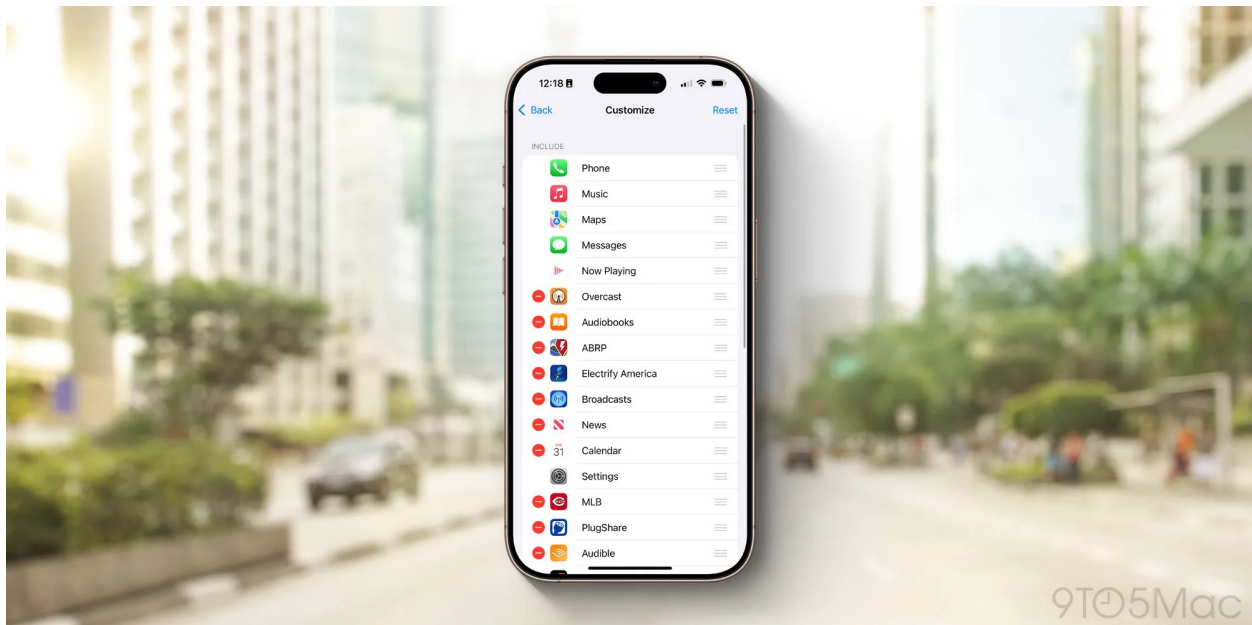 12:18
Back
Customize
Reset
INCLUDE
Phone
Music
Maps
Messages
Now Playing
Overcast
Audiobooks
ABRP
Electrify America
Broadcasts
News
31
Calendar
Settings
MLB
PlugShare
Audible
9TO5Mac